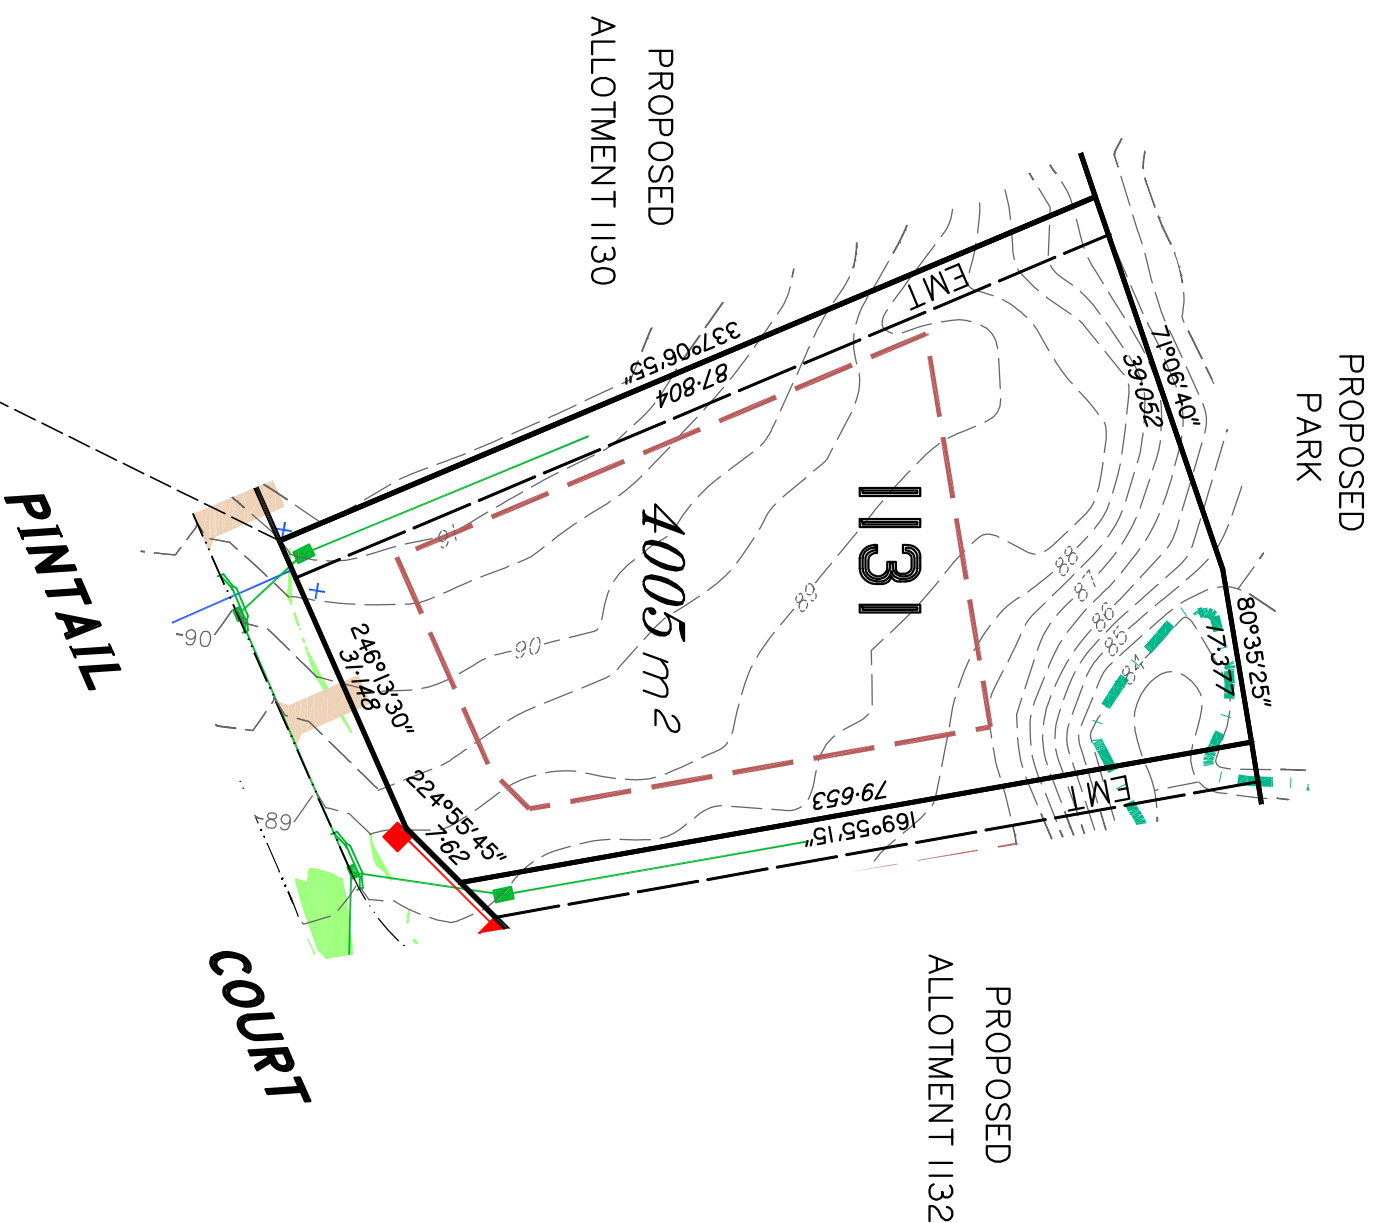 PROPOSED
ALLOTMENT 1130
PROPOSED
PARK
EMT
337°06'55"
87·804
71°06'40"
39·052
1131
4005 m2
91
90
89
88
87
86
85
84
80°35'25"
17·377
246°13'30"
31·148
224°55'45"
7·62
79·653
169°55'15"
EMT
90
89
PINTAIL
COURT
PROPOSED
ALLOTMENT 1132